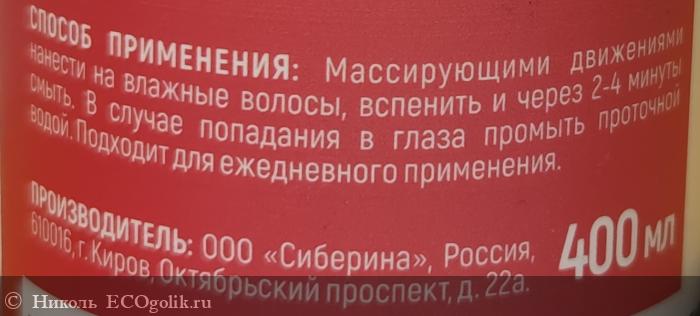 СПОСОБ ПРИМЕНЕНИЯ: Массирующими движениями
нанести на влажные волосы, вспенить и через 2-4 минуты
смыть. В случае попадания в глаза промыть проточной
водой. Подходит для ежедневного применения.
ПРОИЗВОДИТЕЛЬ: ООО «Сиберина», Россия,
610016, г. Киров, Октябрьский проспект, д. 22а.
400 мл
© Николь ECOgolik.ru